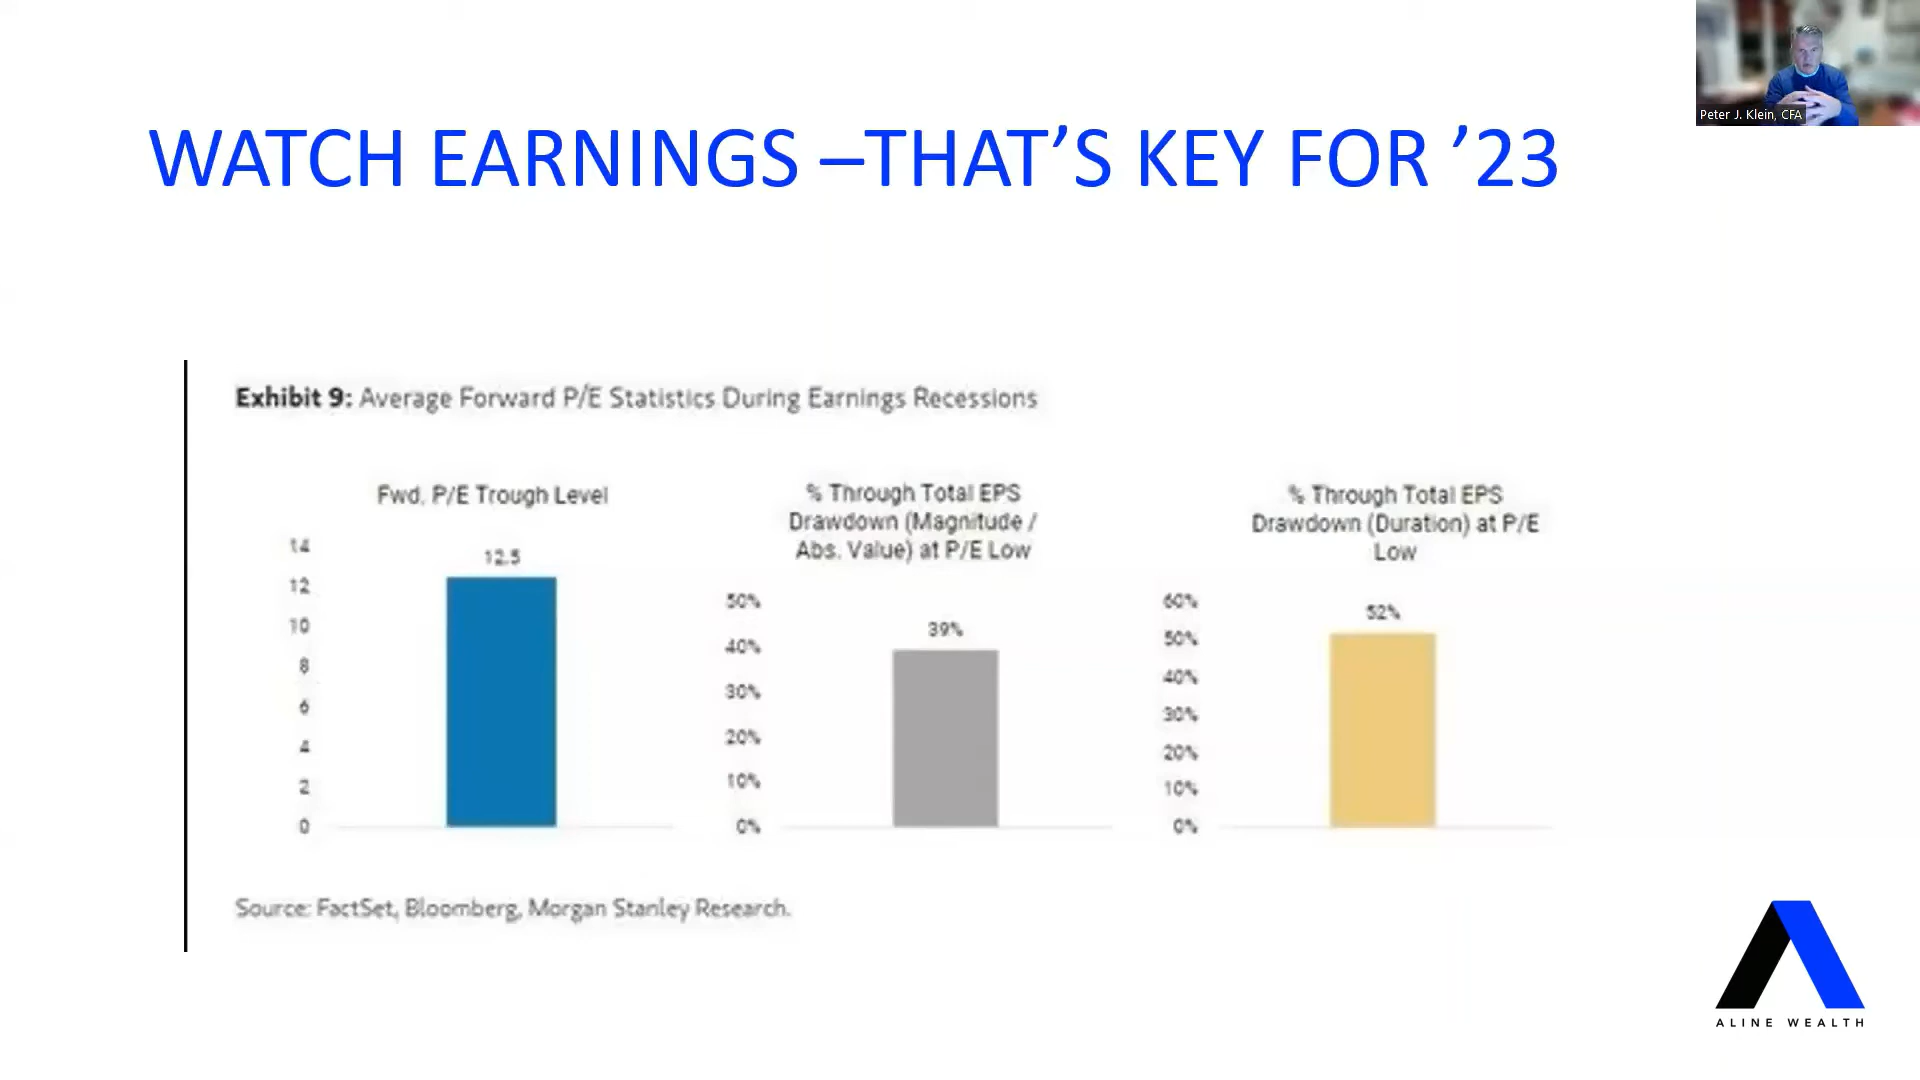 Peter J. Klein, CFA
WATCH EARNINGS –THAT’S KEY FOR ’23
Exhibit 9: Average Forward P/E Statistics During Earnings Recessions
Fwd. P/E Trough Level
14
12
10
8
6
4
2
0
12.5
% Through Total EPS
Drawdown (Magnitude /
Abs. Value) at P/E Low
50%
40%
30%
20%
10%
0%
39%
% Through Total EPS
Drawdown (Duration) at P/E
Low
60%
50%
40%
30%
20%
10%
0%
52%
Source: FactSet, Bloomberg, Morgan Stanley Research.
ALINE WEALTH